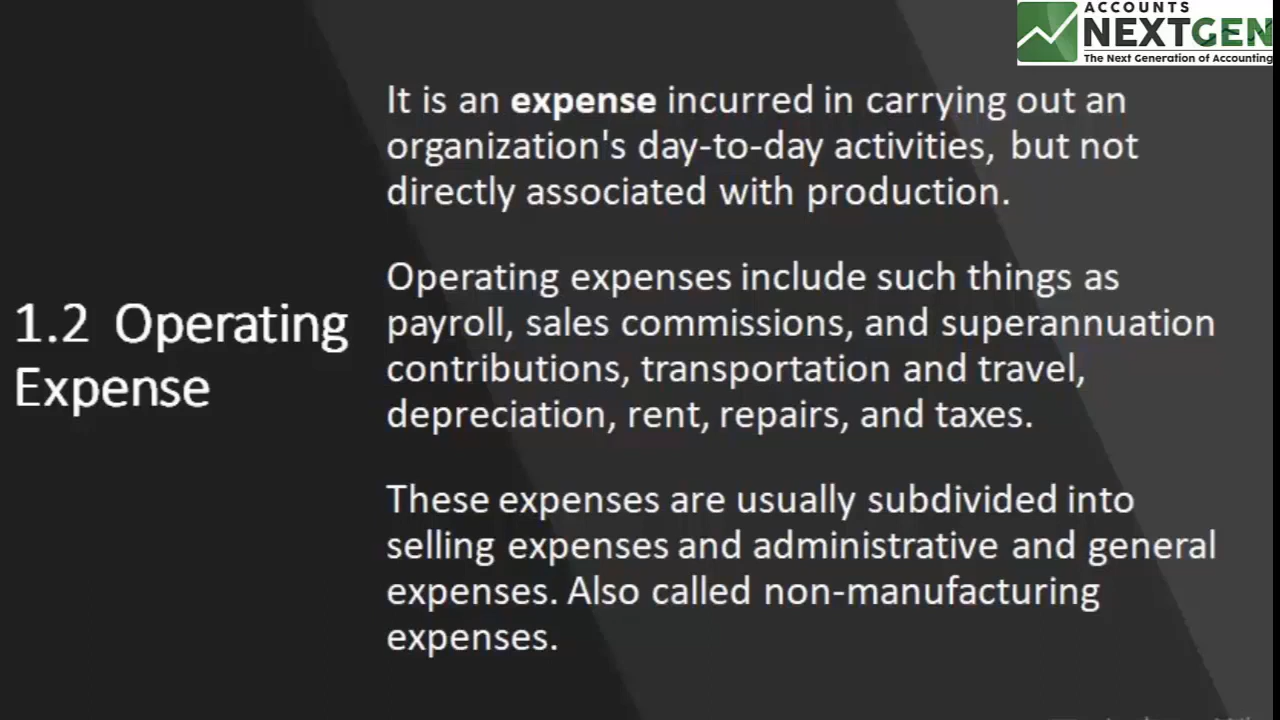 ACCOUNTS
NEXTGEN
The Next Generation of Accounting
It is an expense incurred in carrying out an
organization's day-to-day activities, but not
directly associated with production.
1.2 Operating
Expense
Operating expenses include such things as
payroll, sales commissions, and superannuation
contributions, transportation and travel,
depreciation, rent, repairs, and taxes.
These expenses are usually subdivided into
selling expenses and administrative and general
expenses. Also called non-manufacturing
expenses.